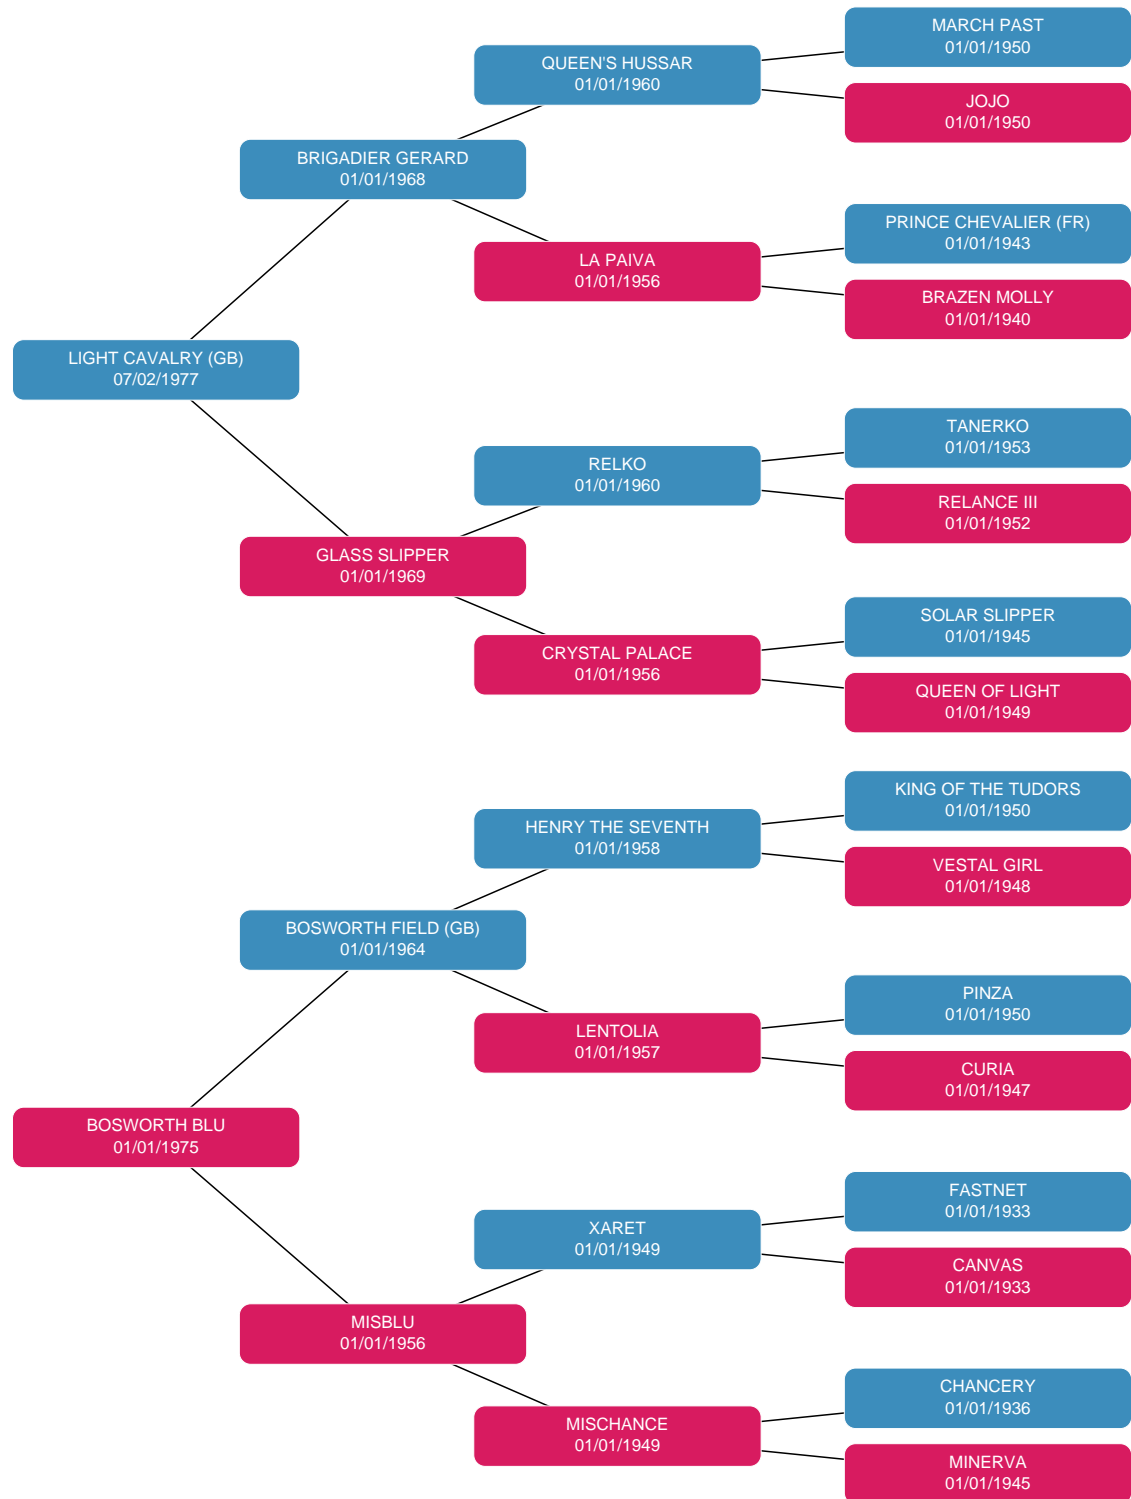 MARCH PAST
01/01/1950
QUEEN'S HUSSAR
01/01/1960
JOJO
01/01/1950
BRIGADIER GERARD
01/01/1968
PRINCE CHEVALIER (FR)
01/01/1943
LA PAIVA
01/01/1956
BRAZEN MOLLY
01/01/1940
LIGHT CAVALRY (GB)
07/02/1977
TANERKO
01/01/1953
RELKO
01/01/1960
RELANCE III
01/01/1952
GLASS SLIPPER
01/01/1969
SOLAR SLIPPER
01/01/1945
CRYSTAL PALACE
01/01/1956
QUEEN OF LIGHT
01/01/1949
KING OF THE TUDORS
01/01/1950
HENRY THE SEVENTH
01/01/1958
VESTAL GIRL
01/01/1948
BOSWORTH FIELD (GB)
01/01/1964
PINZA
01/01/1950
LENTOLIA
01/01/1957
CURIA
01/01/1947
BOSWORTH BLU
01/01/1975
FASTNET
01/01/1933
XARET
01/01/1949
CANVAS
01/01/1933
MISBLU
01/01/1956
CHANCERY
01/01/1936
MISCHANCE
01/01/1949
MINERVA
01/01/1945